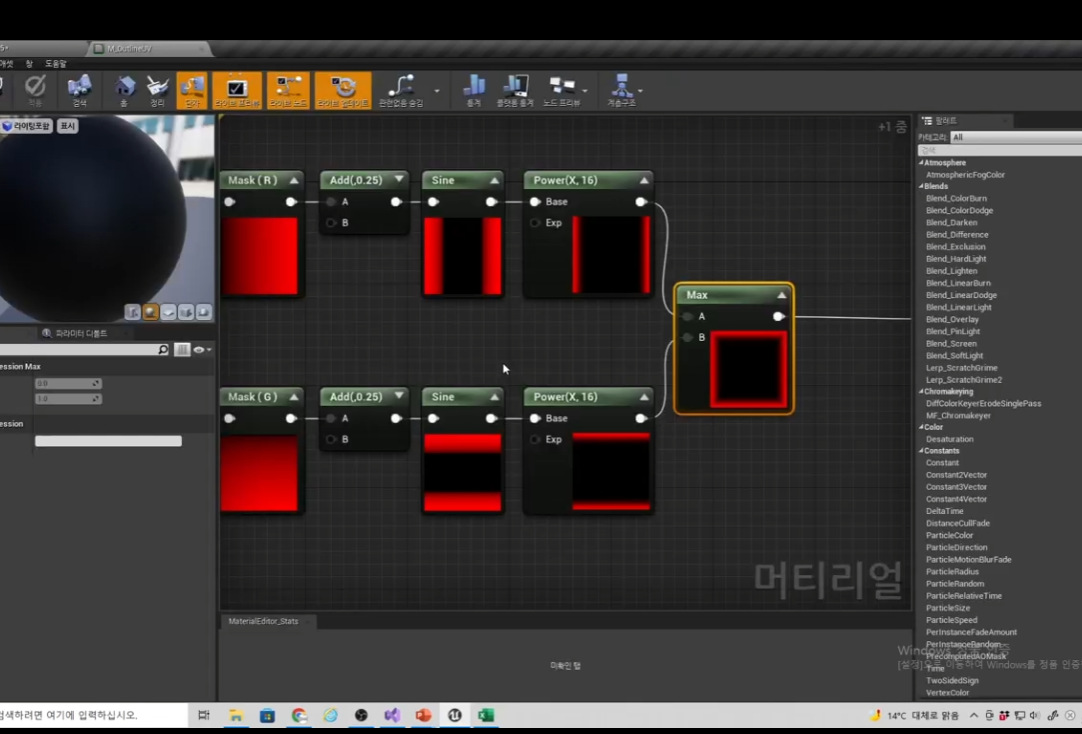 M_OutlineUV
창 도움말
적용
검색
홈
정리
라이브 프리뷰
라이브 노드
라이브 업데이트
관련없음 숨김
통계
플랫폼 통계
노드 프리뷰
계층구조
라이팅포함
표시
+1 줌
팔레트
카테고리: All
검색
Atmosphere
AtmosphericFogColor
Blends
Blend_ColorBurn
Blend_ColorDodge
Blend_Darken
Blend_Difference
Blend_Exclusion
Blend_HardLight
Blend_Lighten
Blend_LinearBurn
Blend_LinearDodge
Blend_LinearLight
Blend_Overlay
Blend_PinLight
Blend_Screen
Blend_SoftLight
Lerp_ScratchGrime
Lerp_ScratchGrime2
Chromakeying
DiffColorKeyerErodeSinglePass
MF_Chromakeyer
Color
Desaturation
Constants
Constant
Constant2Vector
Constant3Vector
Constant4Vector
DeltaTime
DistanceCullFade
ParticleColor
ParticleDirection
ParticleMotionBlurFade
ParticleRadius
ParticleRandom
ParticleRelativeTime
ParticleSize
ParticleSpeed
PerInstanceFadeAmount
PerInstanceRandom
PrecomputedAOMask
Time
TwoSidedSign
VertexColor
Mask ( R )
Add(,0.25)
A
B
Sine
Power(X, 16)
Base
Exp
Max
A
B
Mask ( G )
Add(,0.25)
A
B
Sine
Power(X, 16)
Base
Exp
머티리얼
파라미터 디폴트
ession Max
0.0
1.0
ession
MaterialEditor_Stats
미확인 탭
Windows 정품 인증
[설정]으로 이동하여 Windows를 정품 인증
검색하려면 여기에 입력하십시오.
14°C 대체로 맑음